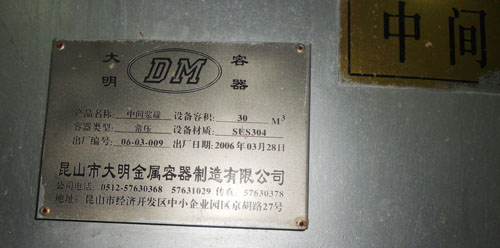 大 DM 容
明 器
产品名称: 中间浆罐 设备容积: 30 M³
容器类型: 常压 设备材质: SUS304
出厂编号: 06-03-009 出厂日期: 2006年03月28日
昆山市大明金属容器制造有限公司
公司电话: 0512-57630368 57631029 传真: 57630378
地址: 昆山市经济开发区中小企业园区京胡路27号
中间